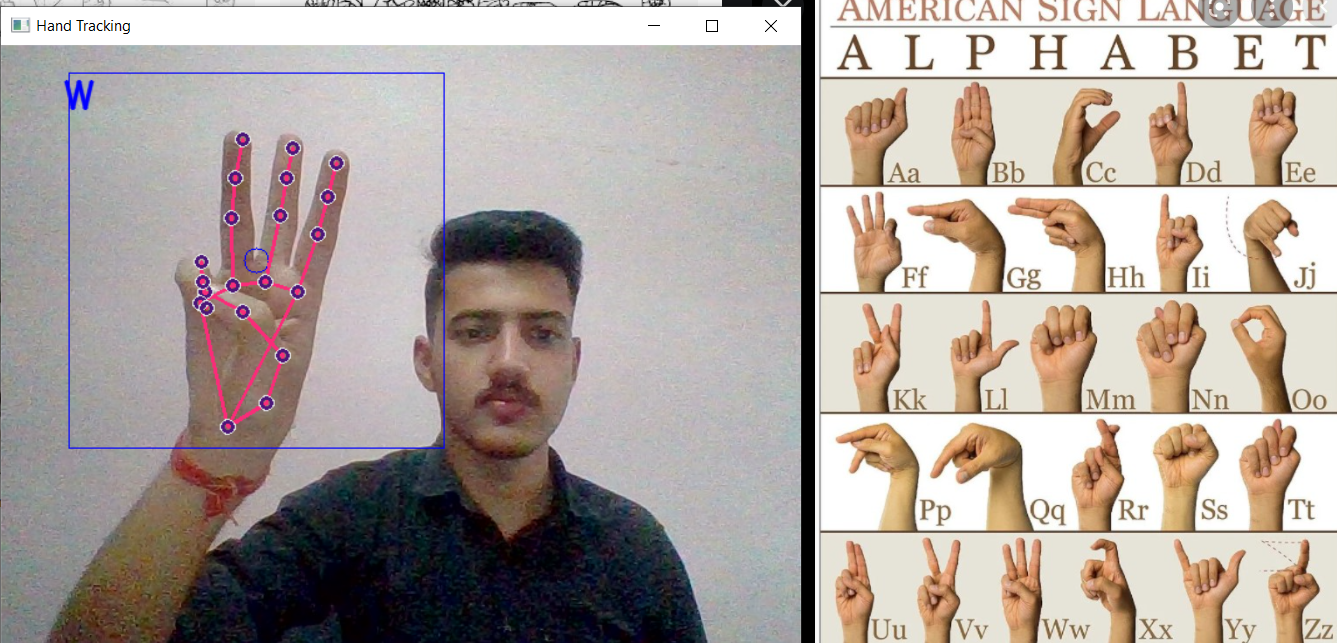 Hand Tracking
W
AMERICAN SIGN LANGUAGE
ALPHABET
Aa Bb Cc Dd Ee
Ff Gg Hh Ii Jj
Kk Ll Mm Nn Oo
Pp Qq Rr Ss Tt
Uu Vv Ww Xx Yy Zz